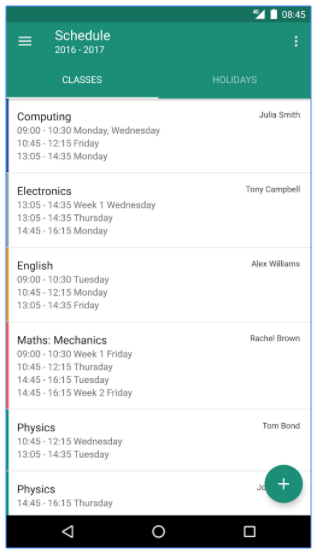 4G 08:45
Schedule
2016 - 2017
CLASSES HOLIDAYS
Computing Julia Smith
09:00 - 10:30 Monday, Wednesday
10:45 - 12:15 Friday
13:05 - 14:35 Monday
Electronics Tony Campbell
13:05 - 14:35 Week 1 Wednesday
13:05 - 14:35 Thursday
14:45 - 16:15 Monday
English Alex Williams
09:00 - 10:30 Tuesday
10:45 - 12:15 Monday
13:05 - 14:35 Friday
Maths: Mechanics Rachel Brown
09:00 - 10:30 Week 1 Friday
10:45 - 12:15 Thursday
14:45 - 16:15 Tuesday
14:45 - 16:15 Week 2 Friday
Physics Tom Bond
10:45 - 12:15 Wednesday
13:05 - 14:35 Tuesday
Physics
14:45 - 16:15 Thursday